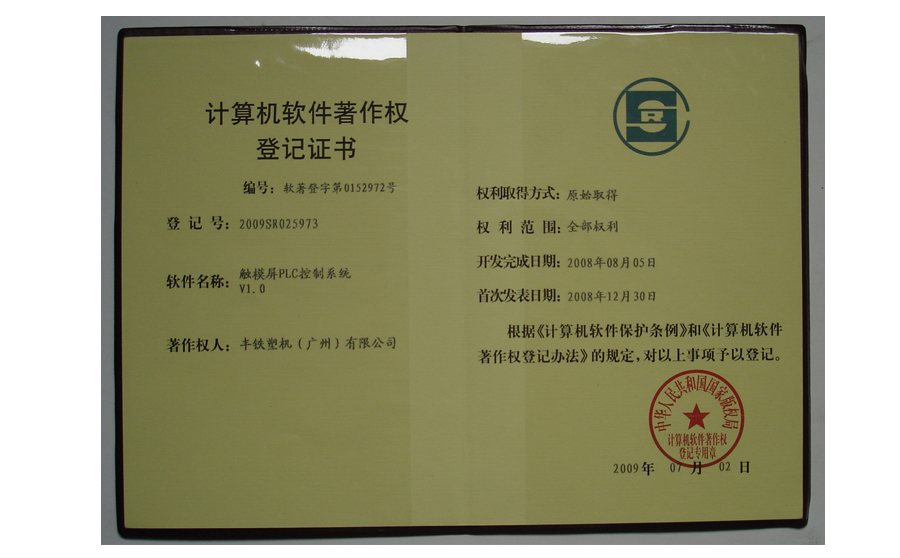 计算机软件著作权
登记证书
编号：软著登字第0152972号
登记号：2009SR025973
软件名称：触摸屏PLC控制系统
V1.0
著作权人：丰铁塑机（广州）有限公司
SR
权利取得方式：原始取得
权利范围：全部权利
开发完成日期：2008年08月05日
首次发表日期：2008年12月30日
根据《计算机软件保护条例》和《计算机软件
著作权登记办法》的规定，对以上事项予以登记。
中华人民共和国国家版权局
计算机软件著作权
登记专用章
2009年 07月 02日